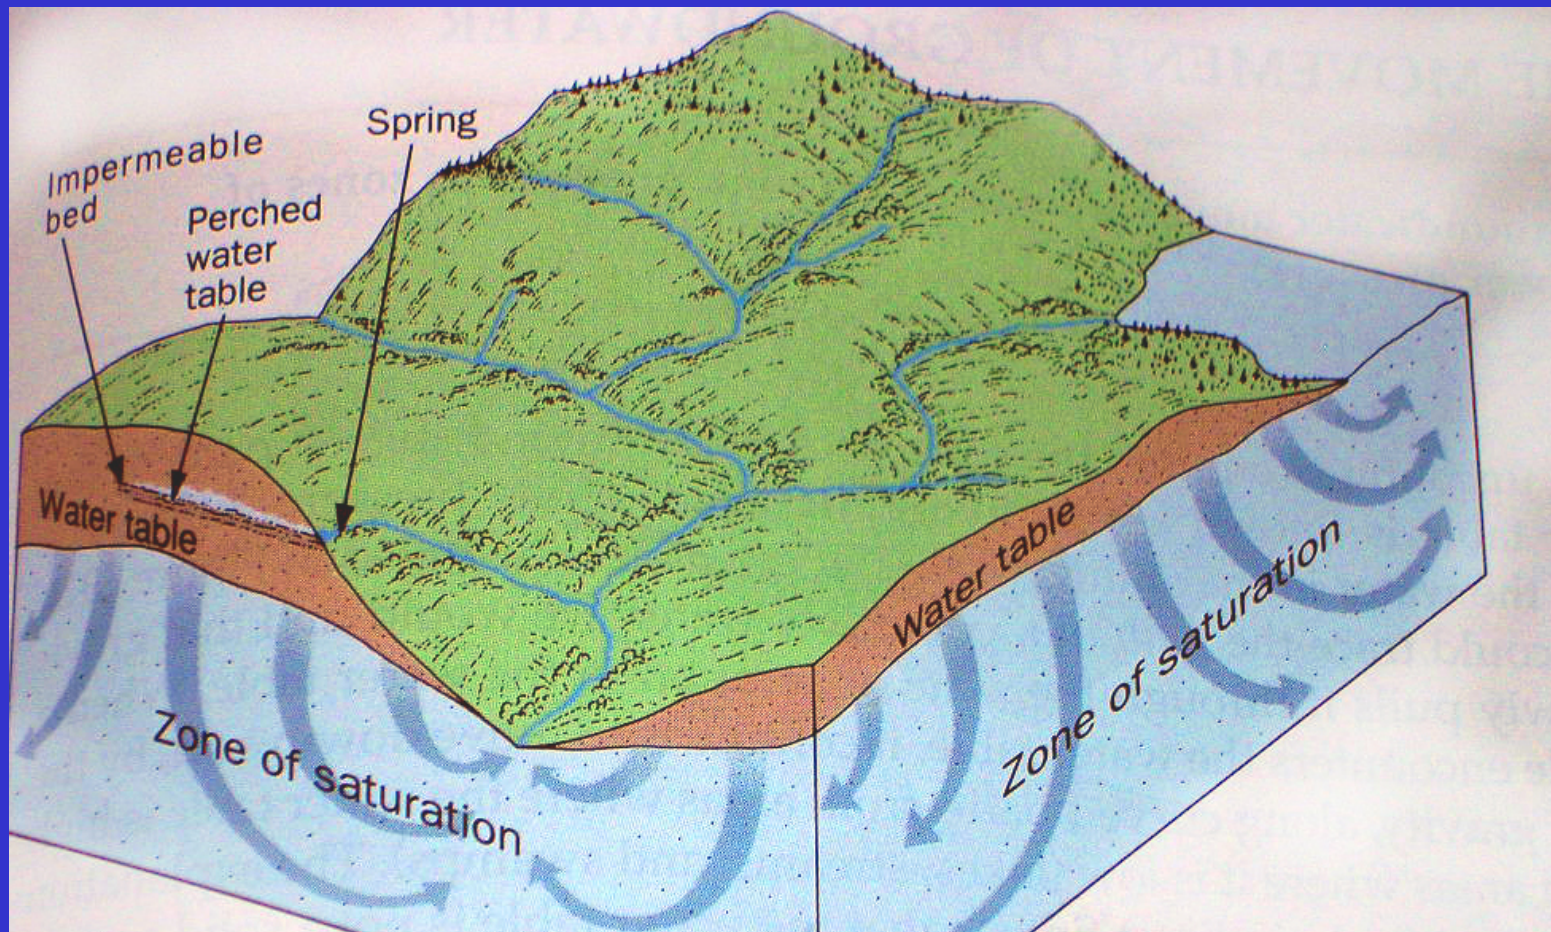 Spring
Impermeable
bed
Perched
water
table
Water table
Water table
Zone of saturation
Zone of saturation